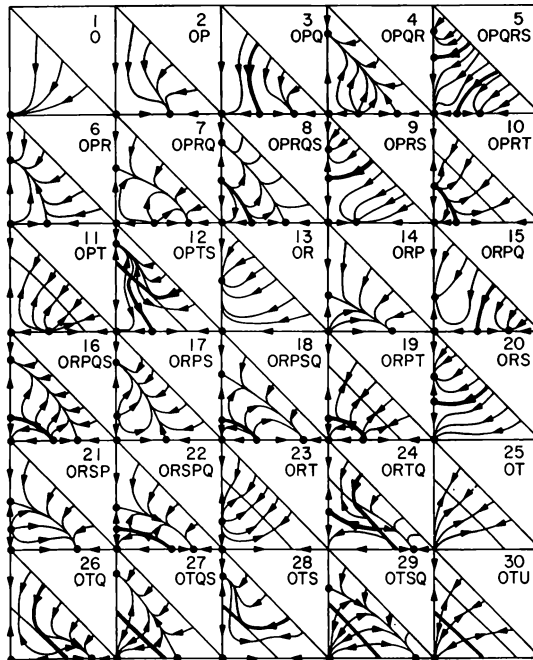 1 2 3 4 5
O OP OPQ OPQR OPQRS
6 7 8 9 10
OPR OPRQ OPRQS OPRS OPRT
11 12 13 14 15
OPT OPTS OR ORP ORPQ
16 17 18 19 20
ORPQS ORPS ORPSQ ORPT ORS
21 22 23 24 25
ORSP ORSPQ ORT ORTQ OT
26 27 28 29 30
OTQ OTQS OTS OTSQ OTU